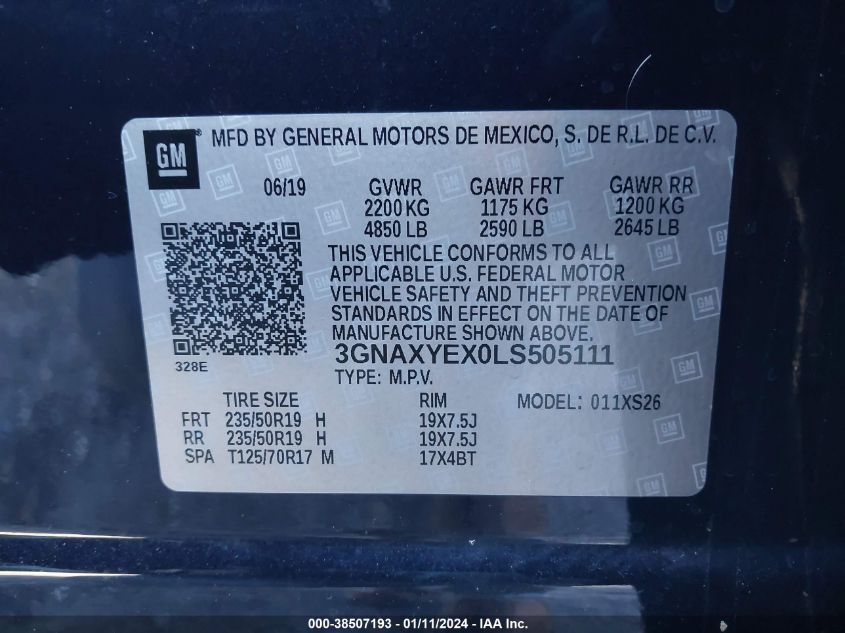 GM ® MFD BY GENERAL MOTORS DE MEXICO, S. DE R.L. DE C.V.
06/19 GVWR GAWR FRT GAWR RR
2200 KG 1175 KG 1200 KG
4850 LB 2590 LB 2645 LB
THIS VEHICLE CONFORMS TO ALL
APPLICABLE U.S. FEDERAL MOTOR
VEHICLE SAFETY AND THEFT PREVENTION
STANDARDS IN EFFECT ON THE DATE OF
MANUFACTURE SHOWN ABOVE.
3GNAXYEX0LS505111
328E
TYPE: M.P.V.
TIRE SIZE RIM MODEL: 011XS26
FRT 235/50R19 H 19X7.5J
RR 235/50R19 H 19X7.5J
SPA T125/70R17 M 17X4BT
000-38507193 - 01/11/2024 - IAA Inc.